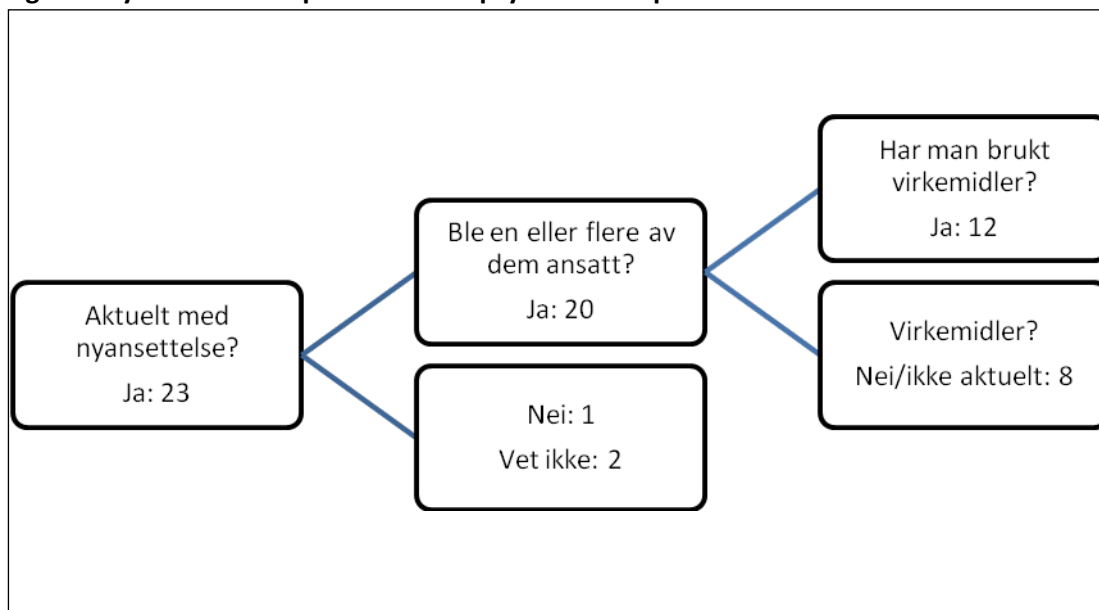 Aktuelt med
nyansettelse?
Ja: 23
Ble en eller flere av
dem ansatt?
Ja: 20
Nei: 1
Vet ikke: 2
Har man brukt
virkemidler?
Ja: 12
Virkemidler?
Nei/ikke aktuelt: 8